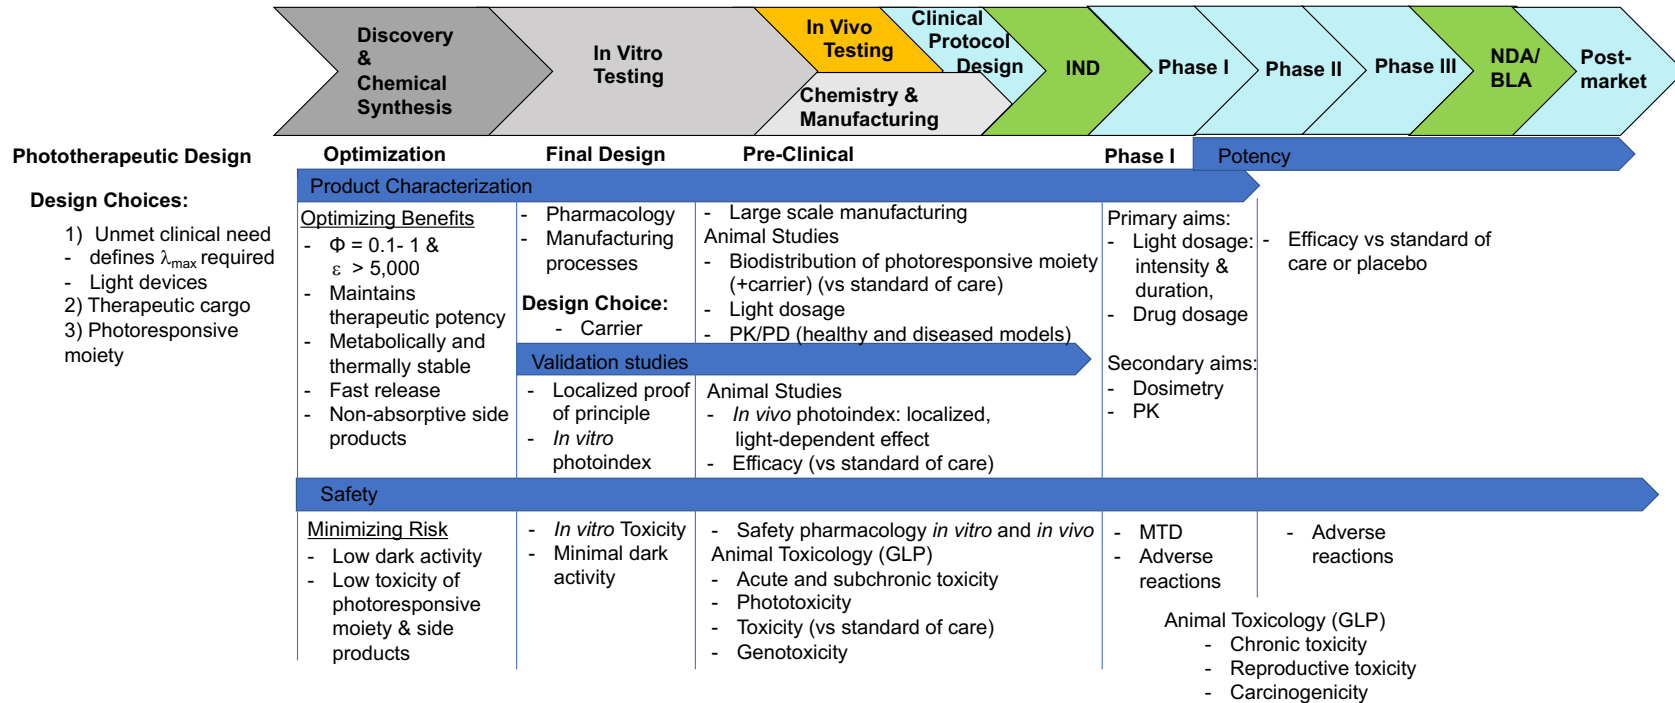 Discovery
&
Chemical
Synthesis
In Vitro
Testing
In Vivo
Testing
Clinical
Protocol
Design
Chemistry &
Manufacturing
IND
Phase I
Phase II
Phase III
NDA/
BLA
Post-
market
Phototherapeutic Design
Optimization
Final Design
Pre-Clinical
Phase I
Potency
Product Characterization
Design Choices:
1) Unmet clinical need
- defines λmax required
- Light devices
2) Therapeutic cargo
3) Photoresponsive
moiety
Optimizing Benefits
- Φ = 0.1- 1 &
ε > 5,000
- Maintains
therapeutic potency
- Metabolically and
thermally stable
- Fast release
- Non-absorptive side
products
- Pharmacology
- Manufacturing
processes
Design Choice:
- Carrier
- Large scale manufacturing
Animal Studies
- Biodistribution of photoresponsive moiety
(+carrier) (vs standard of care)
- Light dosage
- PK/PD (healthy and diseased models)
Validation studies
- Localized proof
of principle
- In vitro
photoindex
Animal Studies
- In vivo photoindex: localized,
light-dependent effect
- Efficacy (vs standard of care)
Primary aims:
- Light dosage:
intensity &
duration,
- Drug dosage
Secondary aims:
- Dosimetry
- PK
- Efficacy vs standard of
care or placebo
Safety
Minimizing Risk
- Low dark activity
- Low toxicity of
photoresponsive
moiety & side
products
- In vitro Toxicity
- Minimal dark
activity
- Safety pharmacology in vitro and in vivo
Animal Toxicology (GLP)
- Acute and subchronic toxicity
- Phototoxicity
- Toxicity (vs standard of care)
- Genotoxicity
- MTD
- Adverse
reactions
- Adverse
reactions
Animal Toxicology (GLP)
- Chronic toxicity
- Reproductive toxicity
- Carcinogenicity